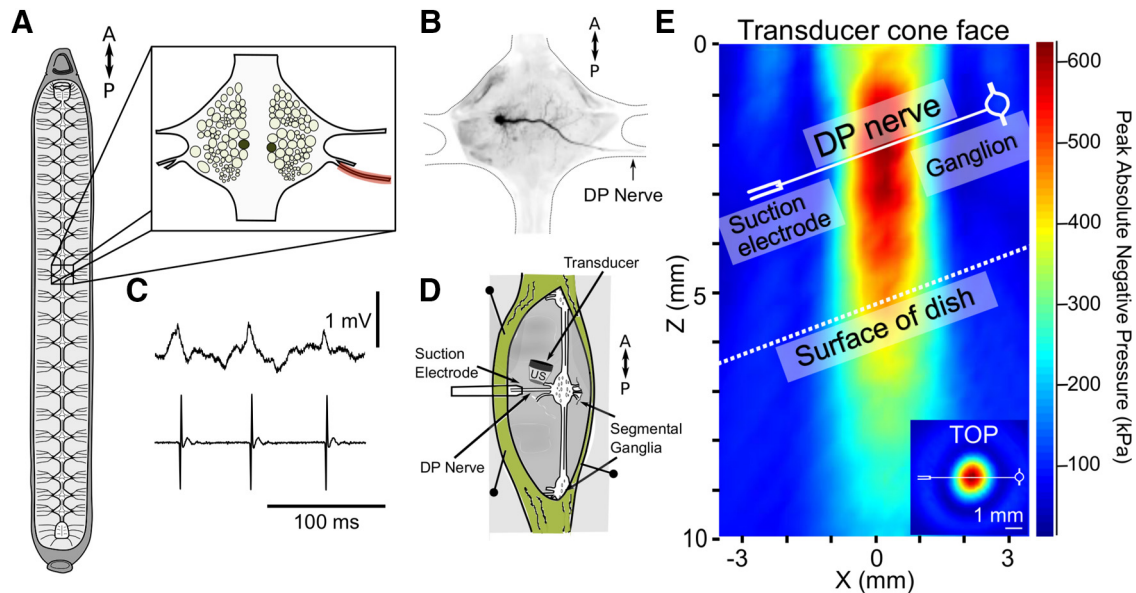 A
A
P
B
A
P
DP Nerve
C
1 mV
100 ms
D
Transducer
Suction
Electrode
US
A
P
DP Nerve
Segmental
Ganglia
E
Transducer cone face
0
5
10
Z (mm)
DP nerve
Ganglion
Suction
electrode
Surface of dish
TOP
1 mm
-3
0
3
X (mm)
600
500
400
300
200
100
Peak Absolute Negative Pressure (kPa)